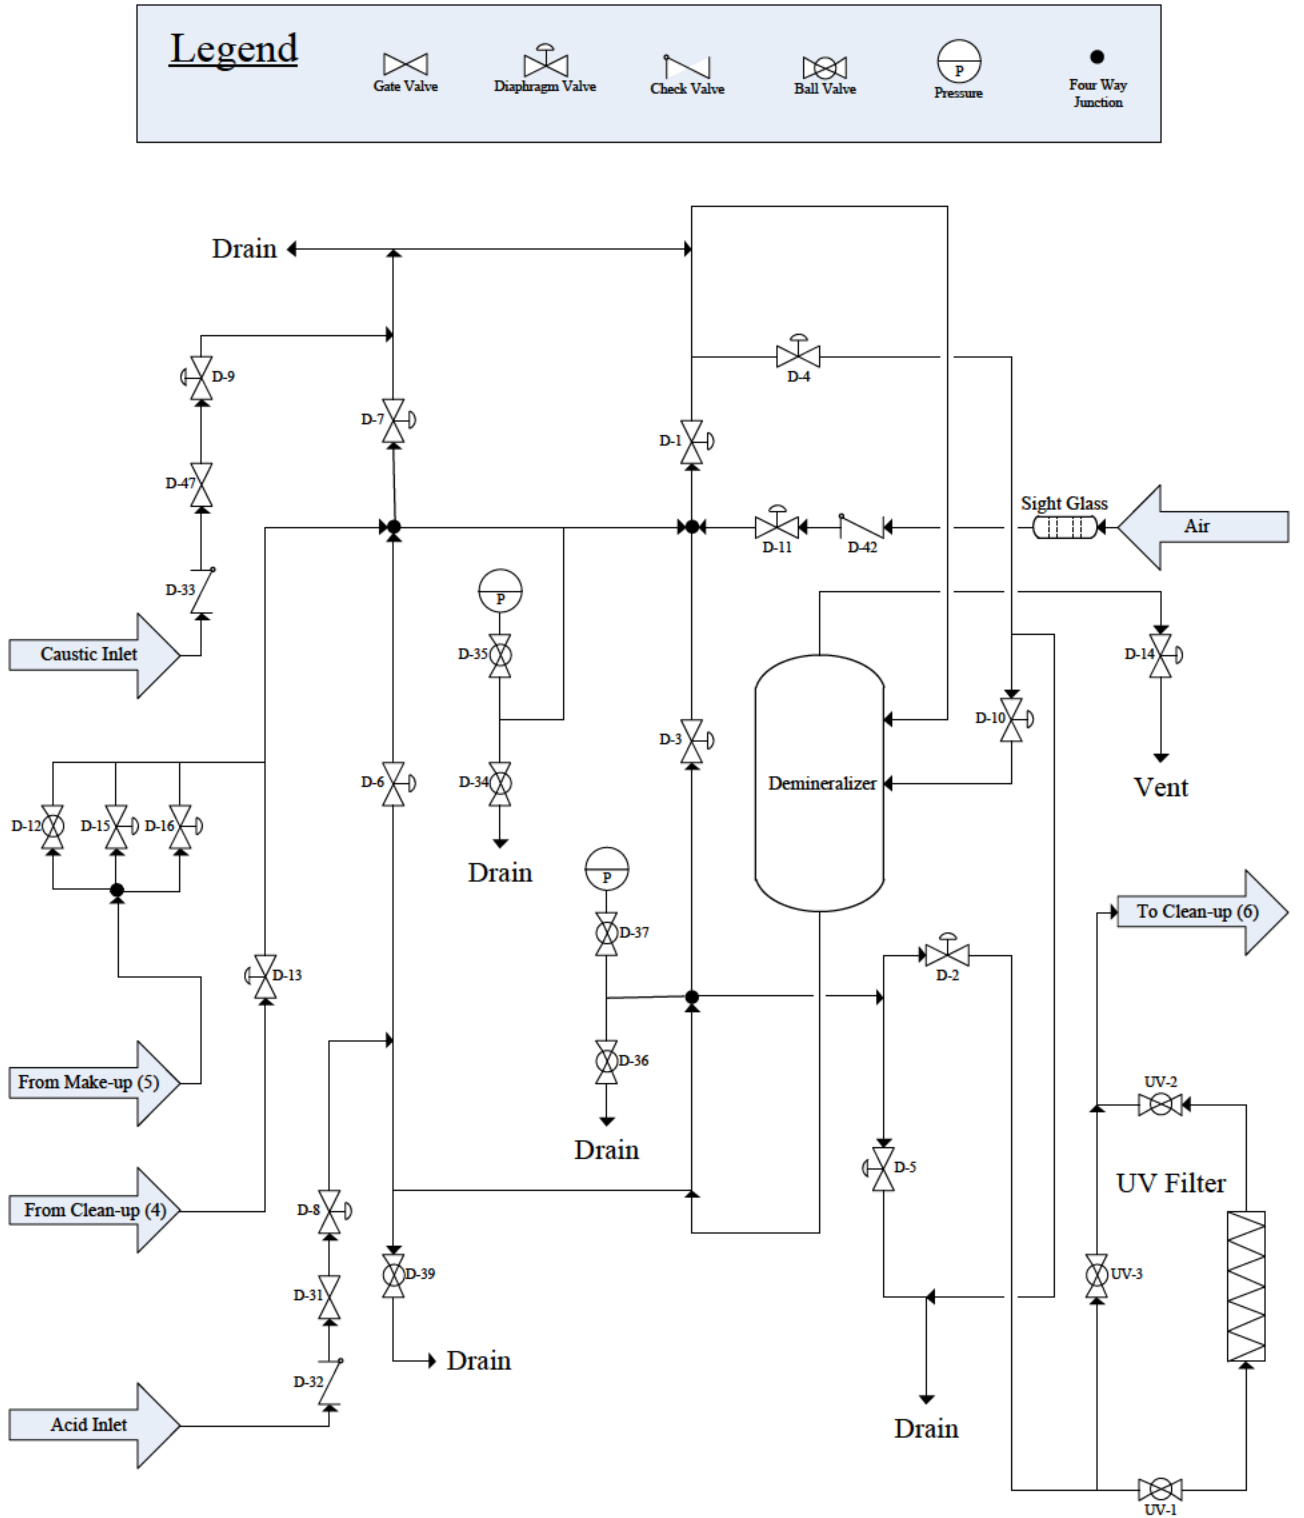 Legend
Gate Valve
Diaphragm Valve
Check Valve
Ball Valve
P
Pressure
Four Way
Junction
Drain
D-9
D-4
D-7
D-1
D-47
Sight Glass
Air
D-11
D-42
D-33
P
Caustic Inlet
D-35
D-14
D-10
D-3
D-6
D-34
Demineralizer
Vent
D-12
D-15
D-16
Drain
P
To Clean-up (6)
D-37
D-2
D-13
D-36
From Make-up (5)
UV-2
Drain
D-5
UV Filter
From Clean-up (4)
D-8
D-39
UV-3
D-31
Drain
D-32
Acid Inlet
Drain
UV-1